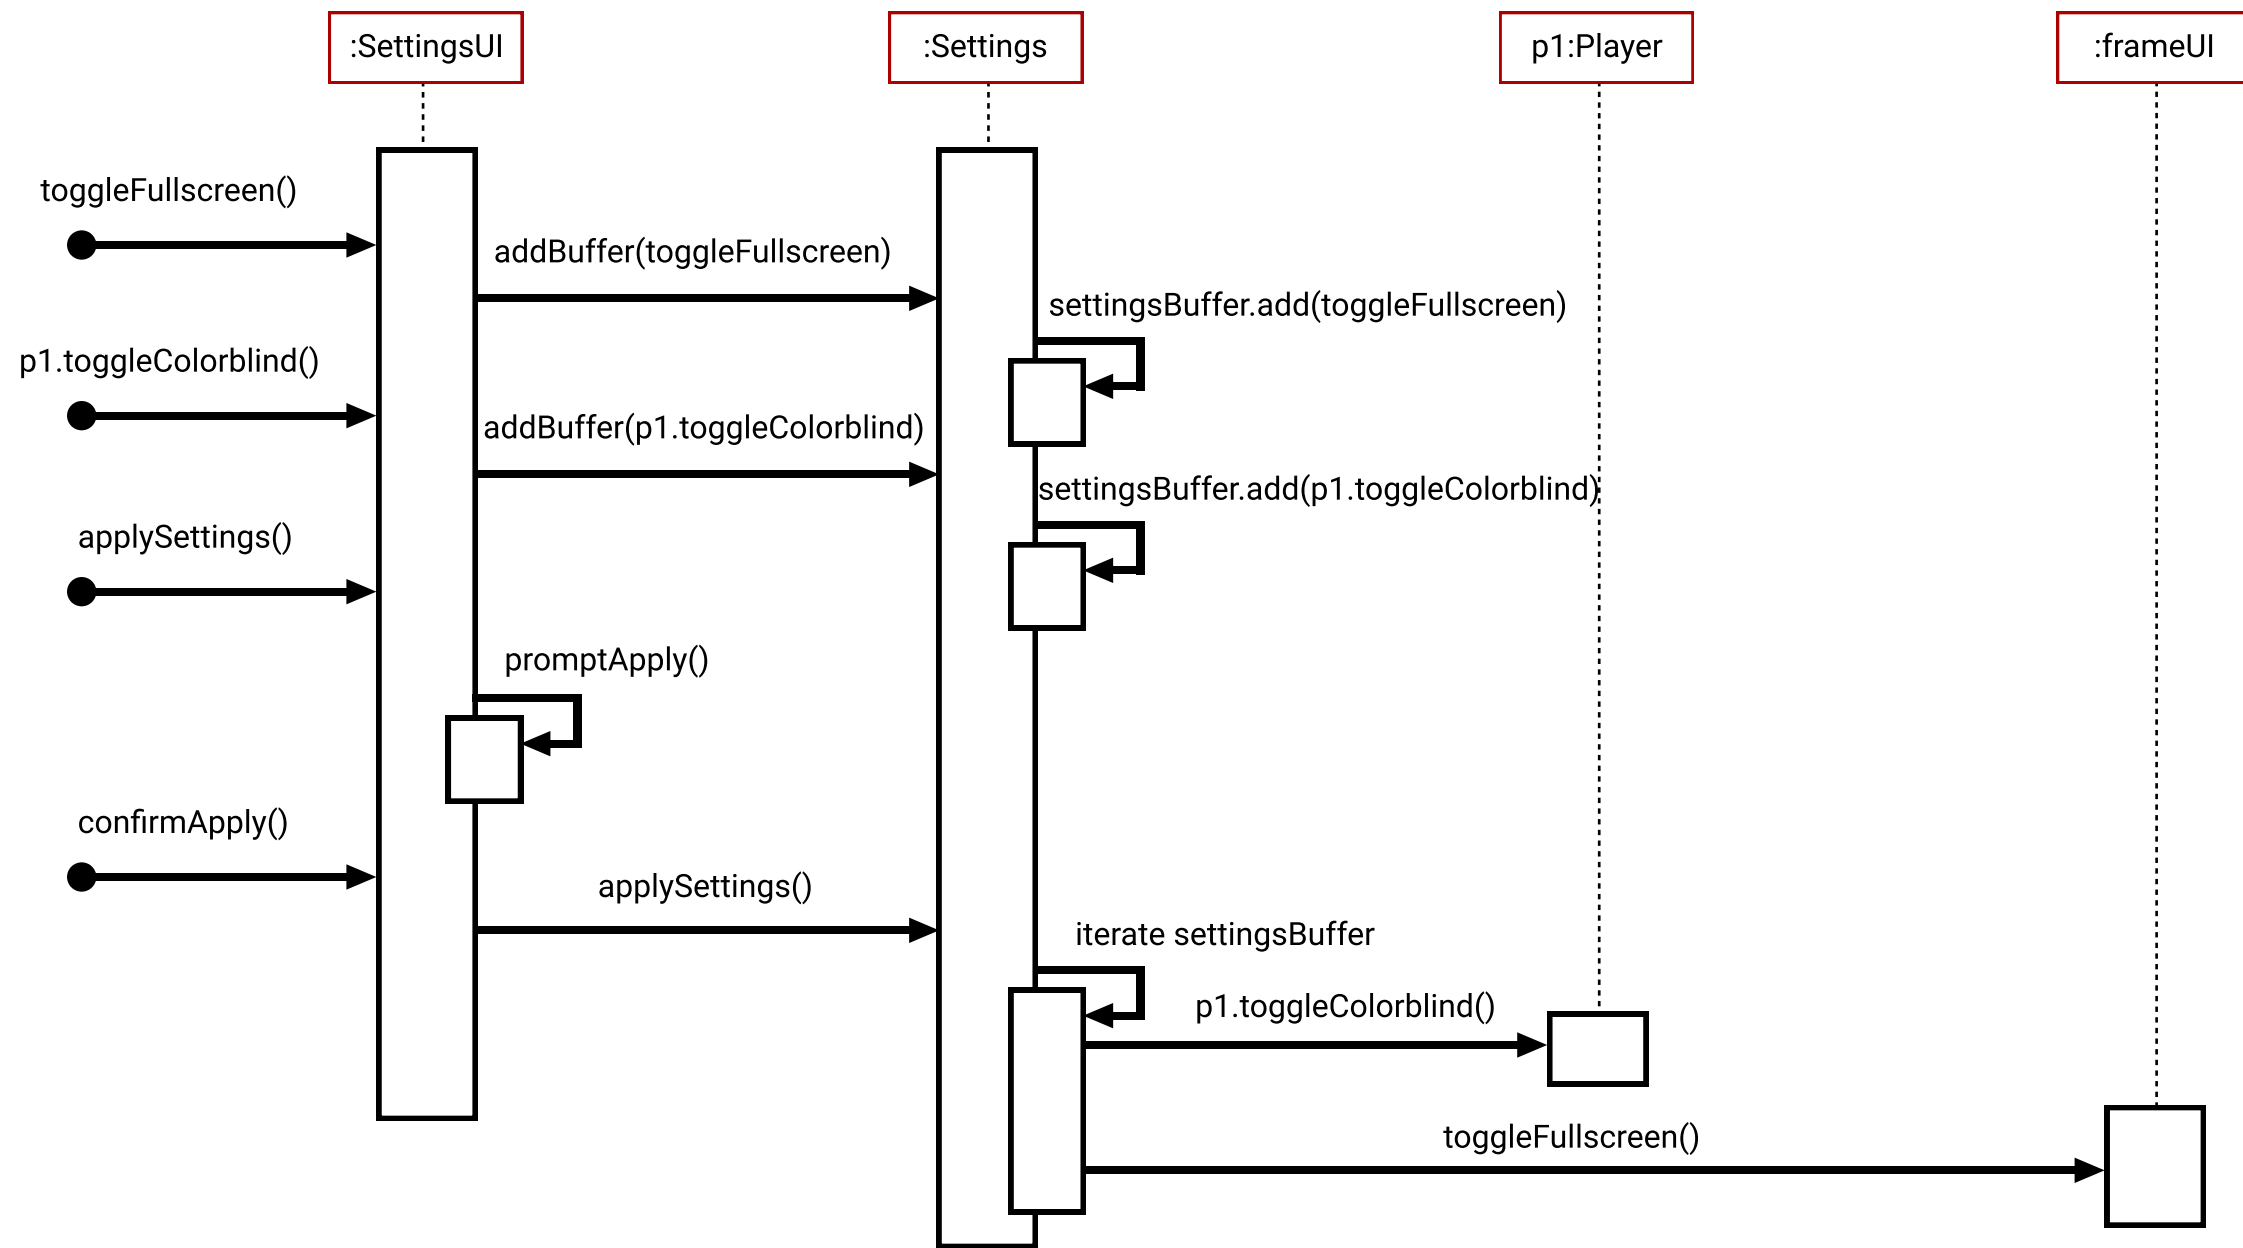 :SettingsUI
:Settings
p1:Player
:frameUI
toggleFullscreen()
addBuffer(toggleFullscreen)
settingsBuffer.add(toggleFullscreen)
p1.toggleColorblind()
addBuffer(p1.toggleColorblind)
settingsBuffer.add(p1.toggleColorblind)
applySettings()
promptApply()
confirmApply()
applySettings()
iterate settingsBuffer
p1.toggleColorblind()
toggleFullscreen()